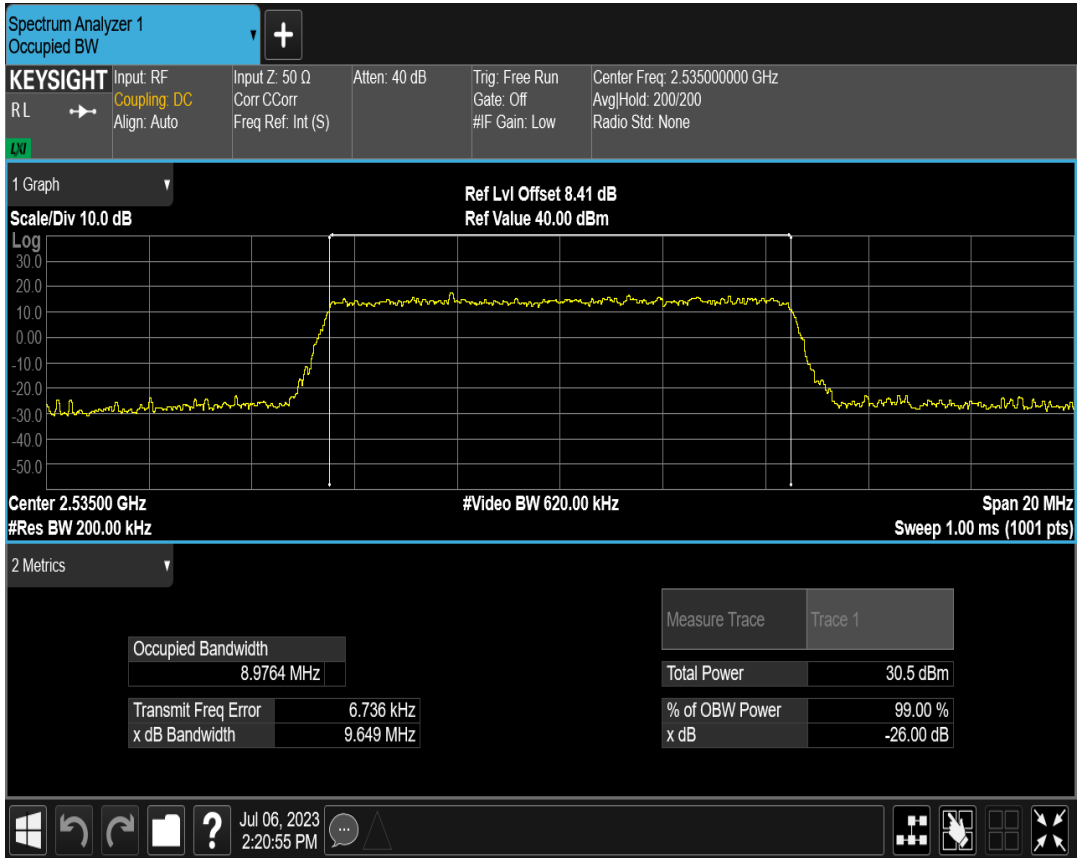 Spectrum Analyzer 1
Occupied BW
KEYSIGHT
R L
LXI
Input: RF
Coupling: DC
Align: Auto
Input Z: 50 Ω
Corr CCorr
Freq Ref: Int (S)
Atten: 40 dB
Trig: Free Run
Gate: Off
#IF Gain: Low
Center Freq: 2.535000000 GHz
Avg|Hold: 200/200
Radio Std: None
1 Graph
Scale/Div 10.0 dB
Ref Lvl Offset 8.41 dB
Ref Value 40.00 dBm
Log
30.0
20.0
10.0
0.00
-10.0
-20.0
-30.0
-40.0
-50.0
Center 2.53500 GHz
#Res BW 200.00 kHz
#Video BW 620.00 kHz
Span 20 MHz
Sweep 1.00 ms (1001 pts)
2 Metrics
Measure Trace Trace 1
Occupied Bandwidth
8.9764 MHz
Total Power 30.5 dBm
Transmit Freq Error 6.736 kHz
% of OBW Power 99.00 %
x dB Bandwidth 9.649 MHz
x dB -26.00 dB
?
Jul 06, 2023
2:20:55 PM